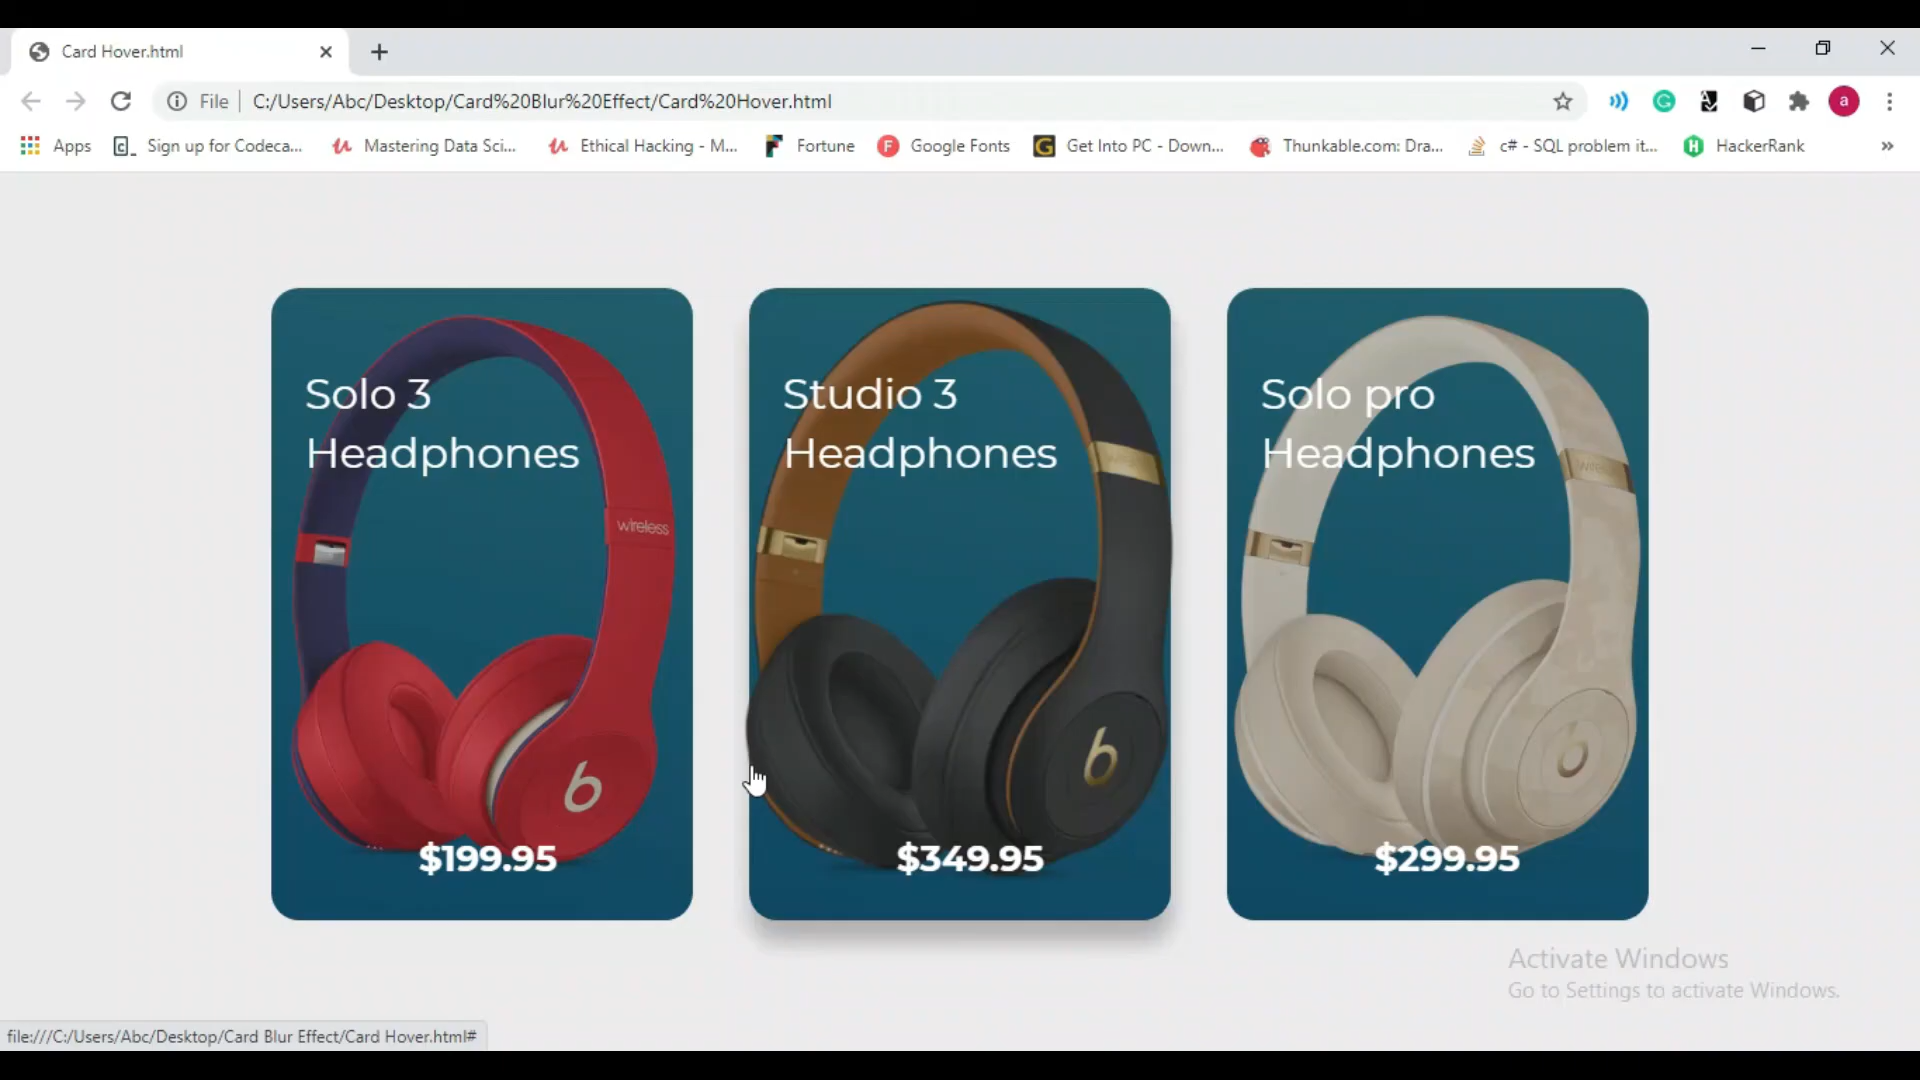 Card Hover.html
File
C:/Users/Abc/Desktop/Card%20Blur%20Effect/Card%20Hover.html
a
Apps
Sign up for Codeca...
Mastering Data Sci...
Ethical Hacking - M...
Fortune
Google Fonts
Get Into PC - Down...
Thunkable.com: Dra...
c# - SQL problem it...
HackerRank
Solo 3
Headphones
wireless
b
$199.95
Studio 3
Headphones
b
$349.95
Solo pro
Headphones
b
$299.95
Activate Windows
Go to Settings to activate Windows.
file:///C:/Users/Abc/Desktop/Card Blur Effect/Card Hover.html#